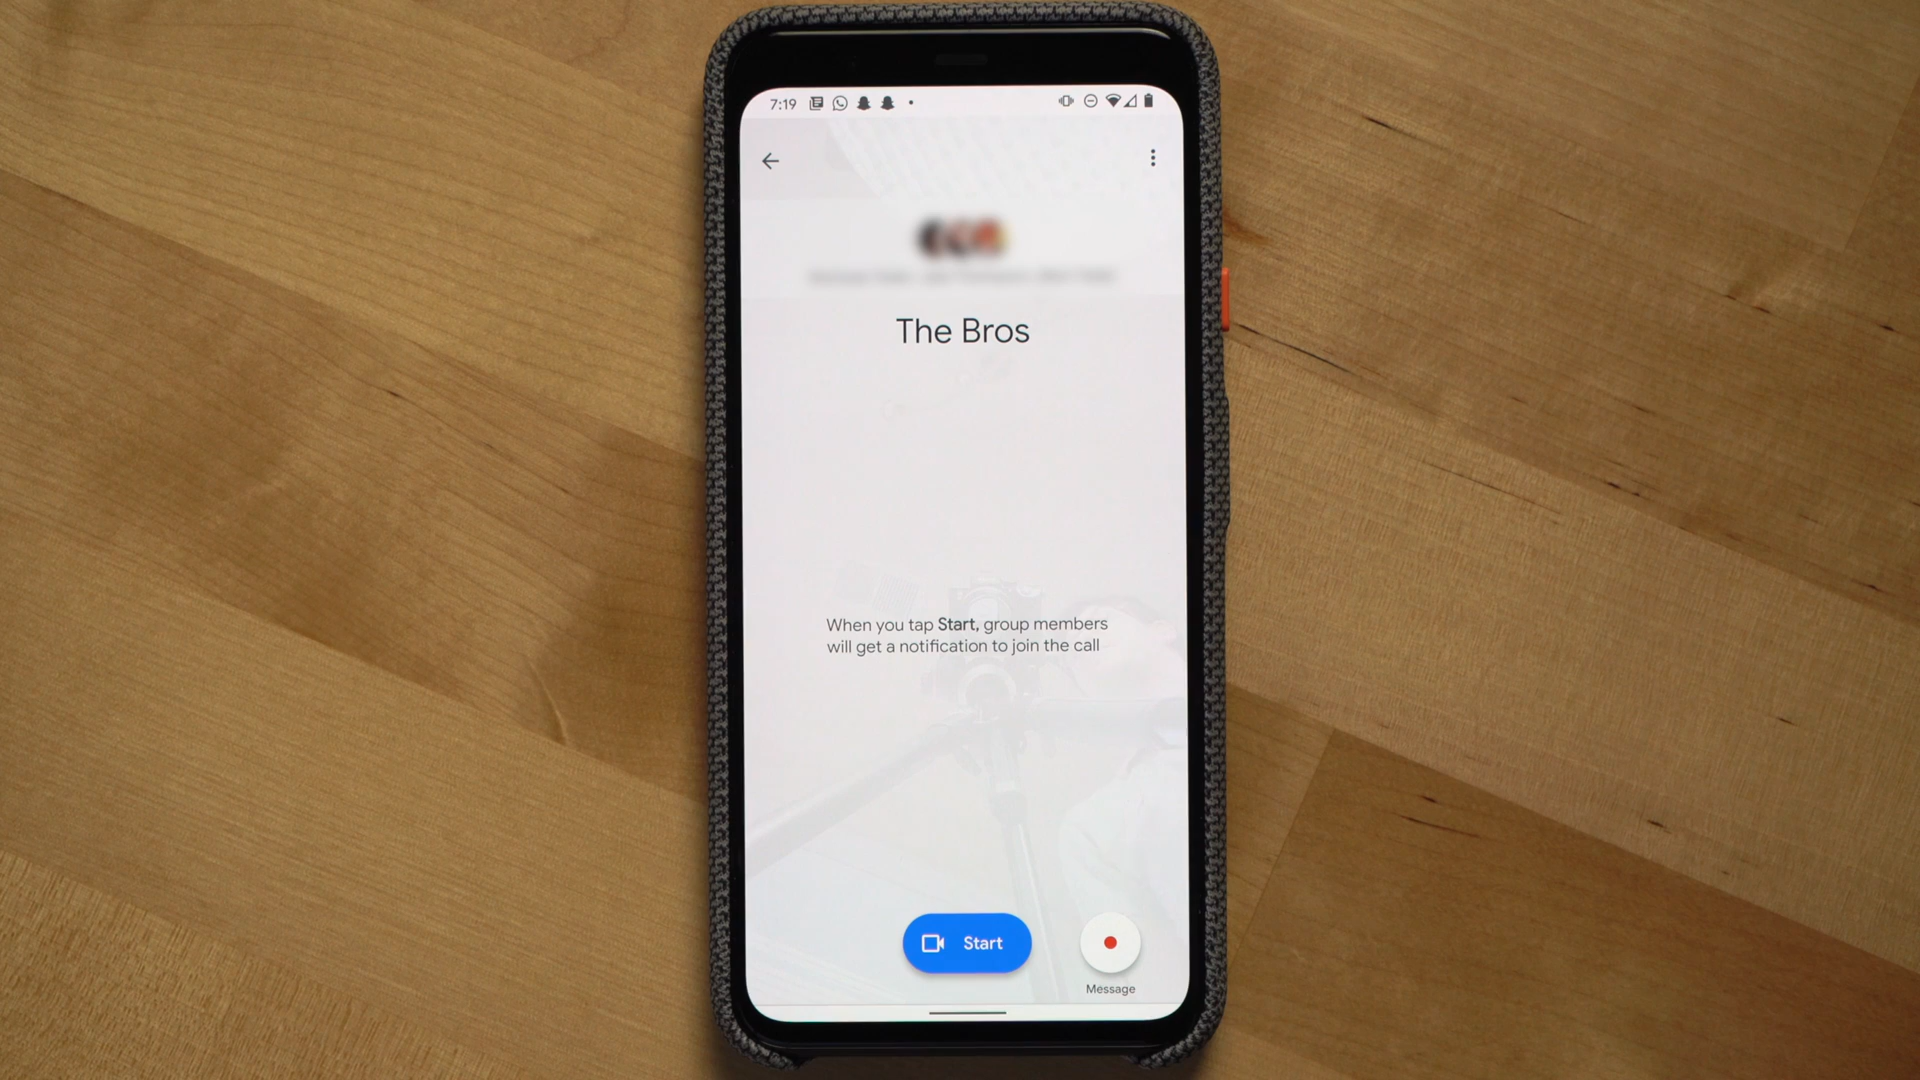 7:19
The Bros
When you tap Start, group members
will get a notification to join the call
Start
Message